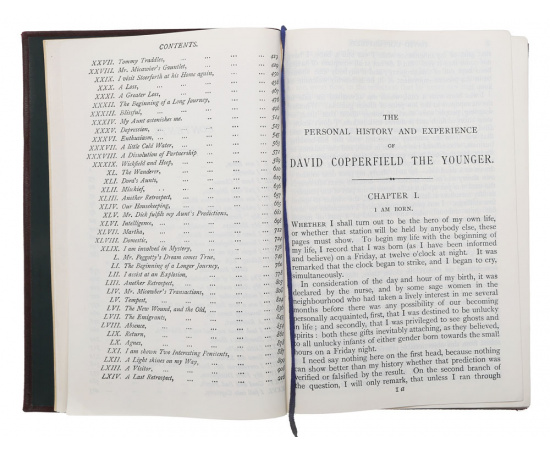 CONTENTS.
XXVII. Tommy Traddles,
XXVIII. Mr. Micawber's Gauntlet,
XXIX. I visit Steerforth at his Home again,
XXX. A Loss,
XXXI. A Greater Loss,
XXXII. The Beginning of a Long Journey,
XXXIII. Blissful,
XXXIV. My Aunt astonishes me.
XXXV. Depression,
XXXVI. Enthusiasm,
XXXVII. A little Cold Water,
XXXVIII. A Dissolution of Partnership
XXXIX. Wickfield and Heep,
XL. The Wanderer,
XLI. Dora's Aunts,
XLII. Mischief,
XLIII. Another Retrospect,
XLIV. Our Housekeeping,
XLV. Mr. Dick fulfils my Aunt's Predictions,
XLVI. Intelligence,
XLVII. Martha,
XLVIII. Domestic.
XLIX. I am involved in Mystery,
L. Mr. Peggotty's Dream comes True,
LI. The Beginning of a Longer Journey,
LII. I assist at an Explosion,
LIII. Another Retrospect
LIV. Mr. Micawber's Transactions,
LV. Tempest,
LVI. The New Wound, and the Old,
LVII. The Emigrants,
LVIII. Absence,
LIX. Return,
LX. Agnes,
LXI. I am shown Two Interesting Penitents,
LXII. A Light shines on my Way,
LXIII. A Visitor,
LXIV. A Last Retrospect,
THE
PERSONAL HISTORY AND EXPERIENCE
OF
DAVID COPPERFIELD THE YOUNGER.
CHAPTER I.
I AM BORN.
WHETHER I shall turn out to be the hero of my own life,
or whether that station will be held by anybody else, these
pages must show. To begin my life with the beginning of
my life, I record that I was born (as I have been informed
and believe) on a Friday, at twelve o'clock at night. It was
remarked that the clock began to strike, and I began to cry,
simultaneously.
In consideration of the day and hour of my birth, it was
declared by the nurse, and by some sage women in the
neighbourhood who had taken a lively interest in me several
months before there was any possibility of our becoming
personally acquainted, first, that I was destined to be unlucky
in life; and secondly, that I was privileged to see ghosts and
spirits: both these gifts inevitably attaching, as they believed,
to all unlucky infants of either gender born towards the small
hours on a Friday night.
I need say nothing here on the first head, because nothing
can show better than my history whether that prediction was
verified or falsified by the result. On the second branch of
the question, I will only remark, that unless I ran through
1 a